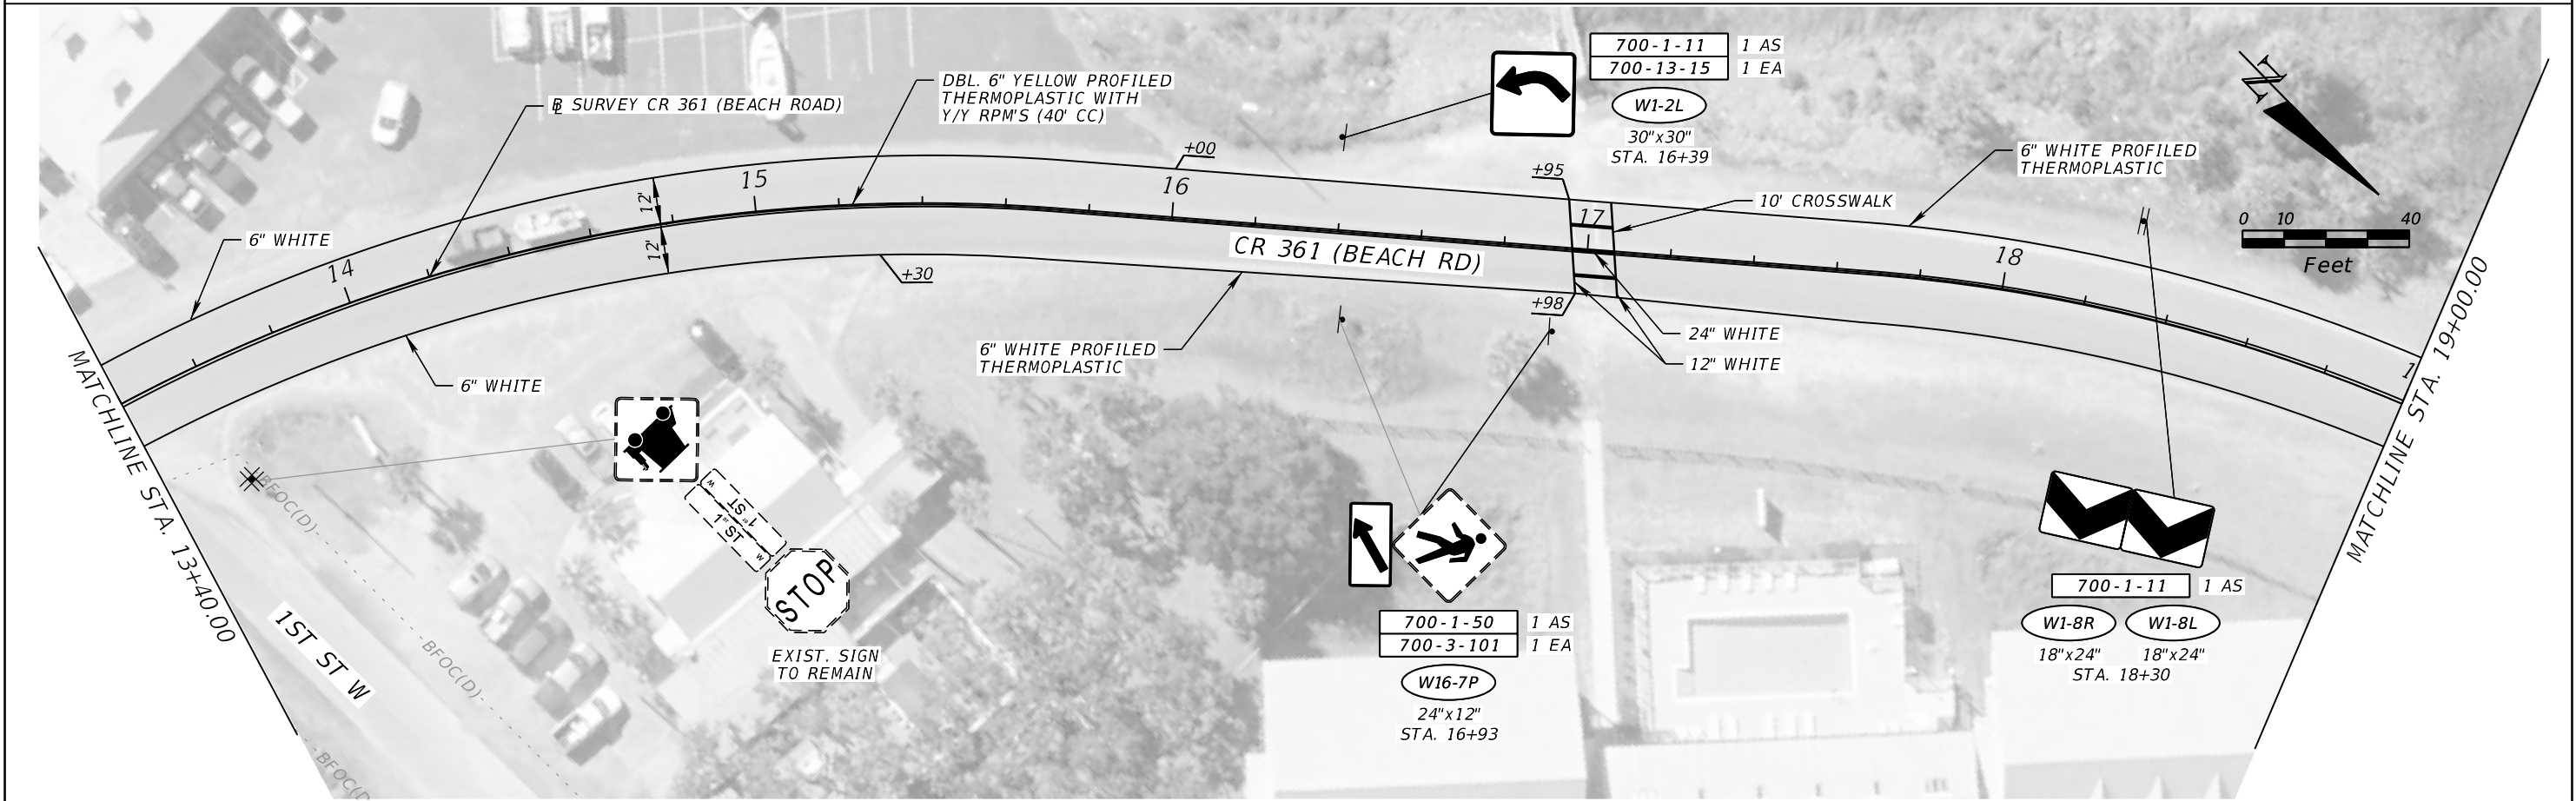 700-1-11 1 AS
700-13-15 1 EA
W1-2L
30"x30"
STA. 16+39
DBL. 6" YELLOW PROFILED
THERMOPLASTIC WITH
Y/Y RPM'S (40' CC)
℄ SURVEY CR 361 (BEACH ROAD)
+00
+95
6" WHITE PROFILED
THERMOPLASTIC
N
10' CROSSWALK
0 10 40
Feet
12'
12'
14
15
16
17
18
1
6" WHITE
CR 361 (BEACH RD)
+30
+98
24" WHITE
12" WHITE
6" WHITE PROFILED
THERMOPLASTIC
6" WHITE
MATCHLINE STA. 13+40.00
MATCHLINE STA. 19+00.00
BFOC(D)
BFOC(D)
BFOC(D)
1ST ST W
1ST ST W
1ST ST W
STOP
EXIST. SIGN
TO REMAIN
700-1-50 1 AS
700-3-101 1 EA
W16-7P
24"x12"
STA. 16+93
700-1-11 1 AS
W1-8R W1-8L
18"x24" 18"x24"
STA. 18+30